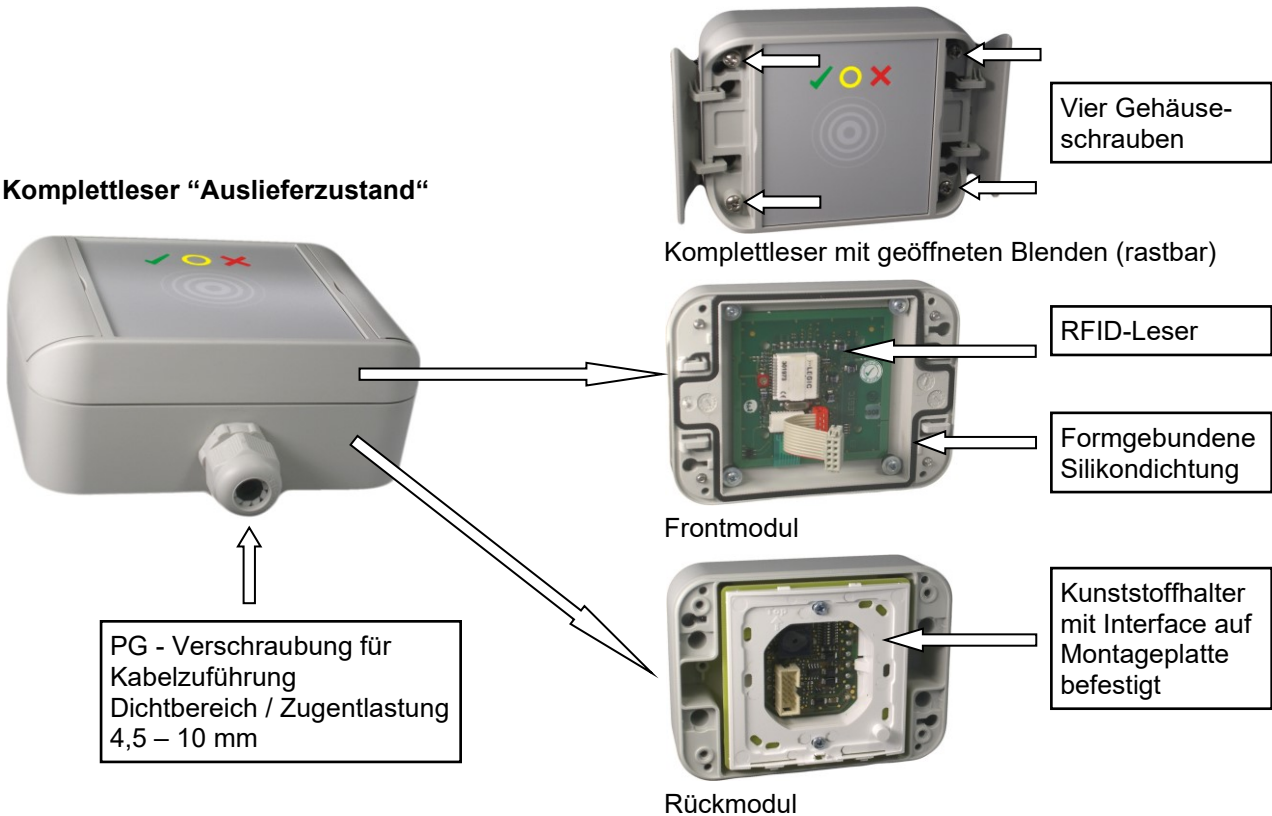 Komplettleser “Auslieferzustand“
PG - Verschraubung für
Kabelzuführung
Dichtbereich / Zugentlastung
4,5 – 10 mm
Vier Gehäuse-
schrauben
Komplettleser mit geöffneten Blenden (rastbar)
RFID-Leser
Formgebundene
Silikondichtung
Frontmodul
Kunststoffhalter
mit Interface auf
Montageplatte
befestigt
Rückmodul